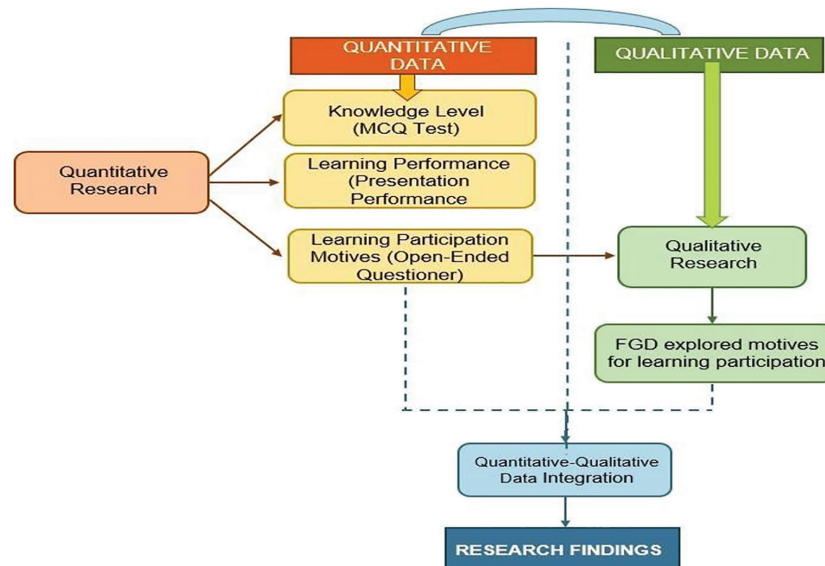 QUANTITATIVE
DATA
QUALITATIVE DATA
Knowledge Level
(MCQ Test)
Quantitative
Research
Learning Performance
(Presentation
Performance
Learning Participation
Motives (Open-Ended
Questioner)
Qualitative
Research
FGD explored motives
for learning participation
Quantitative-Qualitative
Data Integration
RESEARCH FINDINGS